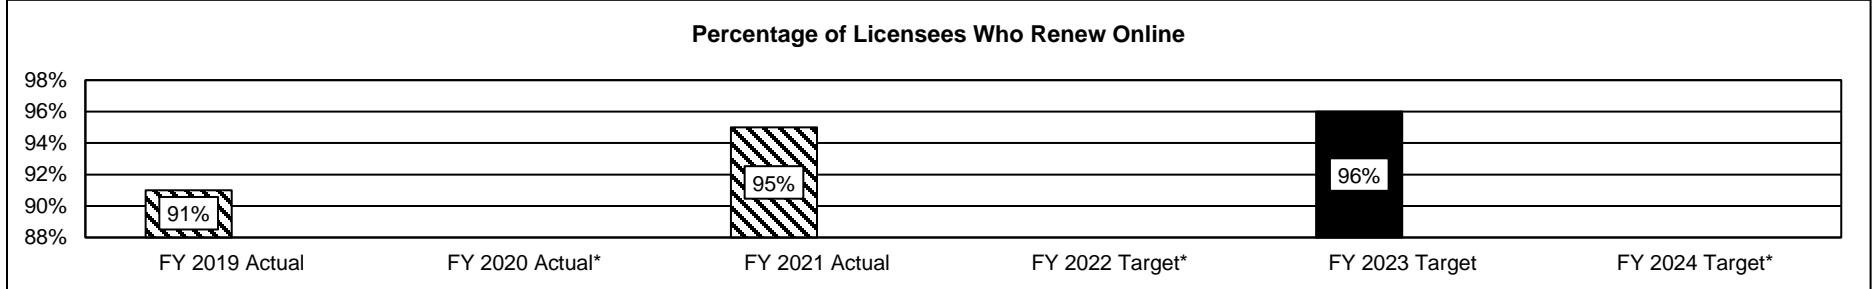 Percentage of Licensees Who Renew Online
98%
96%
94%
92%
90%
88%
91%
95%
96%
FY 2019 Actual
FY 2020 Actual*
FY 2021 Actual
FY 2022 Target*
FY 2023 Target
FY 2024 Target*